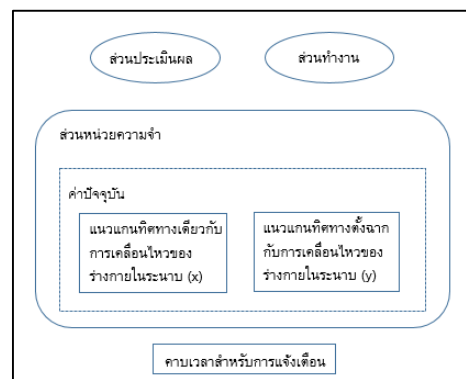 ส่วนประเมินผล
ส่วนทำงาน
ส่วนหน่วยความจำ
ค่าปัจจุบัน
แนวแกนทิศทางเดียวกับ
การเคลื่อนไหวของ
ร่างกายในระนาบ (x)
แนวแกนทิศทางตั้งฉาก
กับการเคลื่อนไหวของ
ร่างกายในระนาบ (y)
คาบเวลาสำหรับการแจ้งเตือน